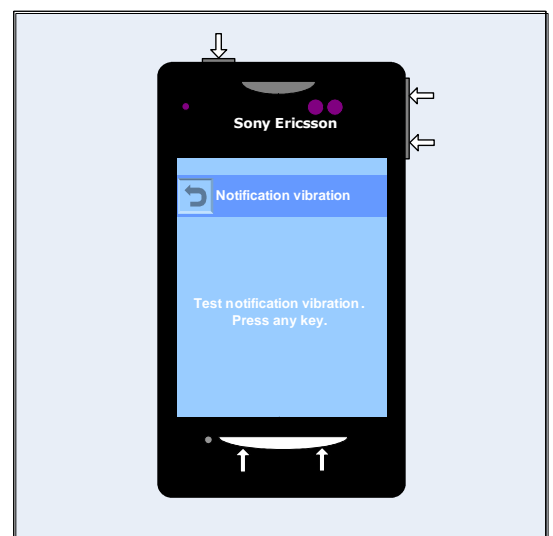 Sony Ericsson
Notification vibration
Test notification vibration.
Press any key.